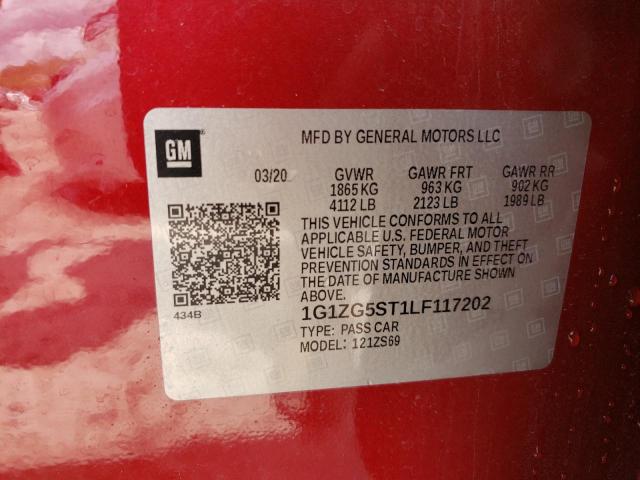 GM
MFD BY GENERAL MOTORS LLC
03/20 GVWR GAWR FRT GAWR RR
1865 KG 963 KG 902 KG
4112 LB 2123 LB 1989 LB
THIS VEHICLE CONFORMS TO ALL
APPLICABLE U.S. FEDERAL MOTOR
VEHICLE SAFETY, BUMPER, AND THEFT
PREVENTION STANDARDS IN EFFECT ON
THE DATE OF MANUFACTURE SHOWN
ABOVE.
434B
1G1ZG5ST1LF117202
TYPE: PASS CAR
MODEL: 121ZS69